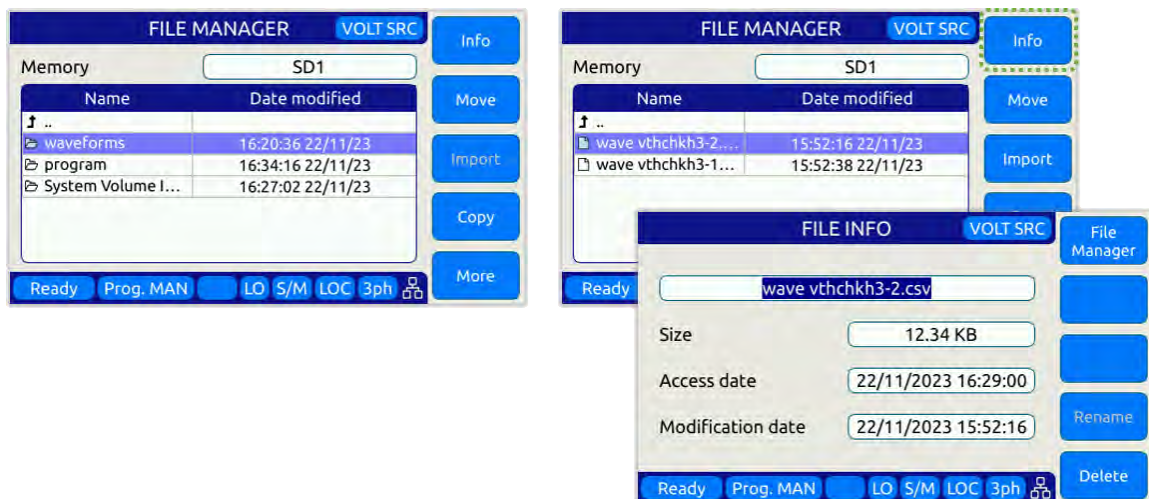 FILE MANAGER VOLT SRC Info
Memory SD1
Name Date modified Move
..
waveforms 16:20:36 22/11/23
program 16:34:16 22/11/23 Import
System Volume I... 16:27:02 22/11/23
Copy
More
Ready Prog. MAN LO S/M LOC 3ph
FILE MANAGER VOLT SRC Info
Memory SD1
Name Date modified Move
..
wave vthchkh3-2.... 15:52:16 22/11/23
wave vthchkh3-1... 15:52:38 22/11/23 Import
Ready
FILE INFO VOLT SRC File
Manager
wave vthchkh3-2.csv
Size 12.34 KB
Access date 22/11/2023 16:29:00
Modification date 22/11/2023 15:52:16 Rename
Delete
Ready Prog. MAN LO S/M LOC 3ph